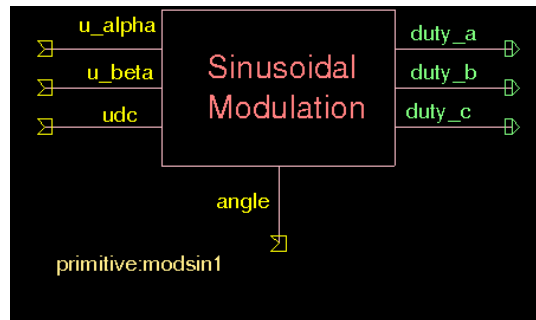 u_alpha
duty_a
Sinusoidal
u_beta
duty_b
Modulation
udc
duty_c
angle
primitive:modsin1